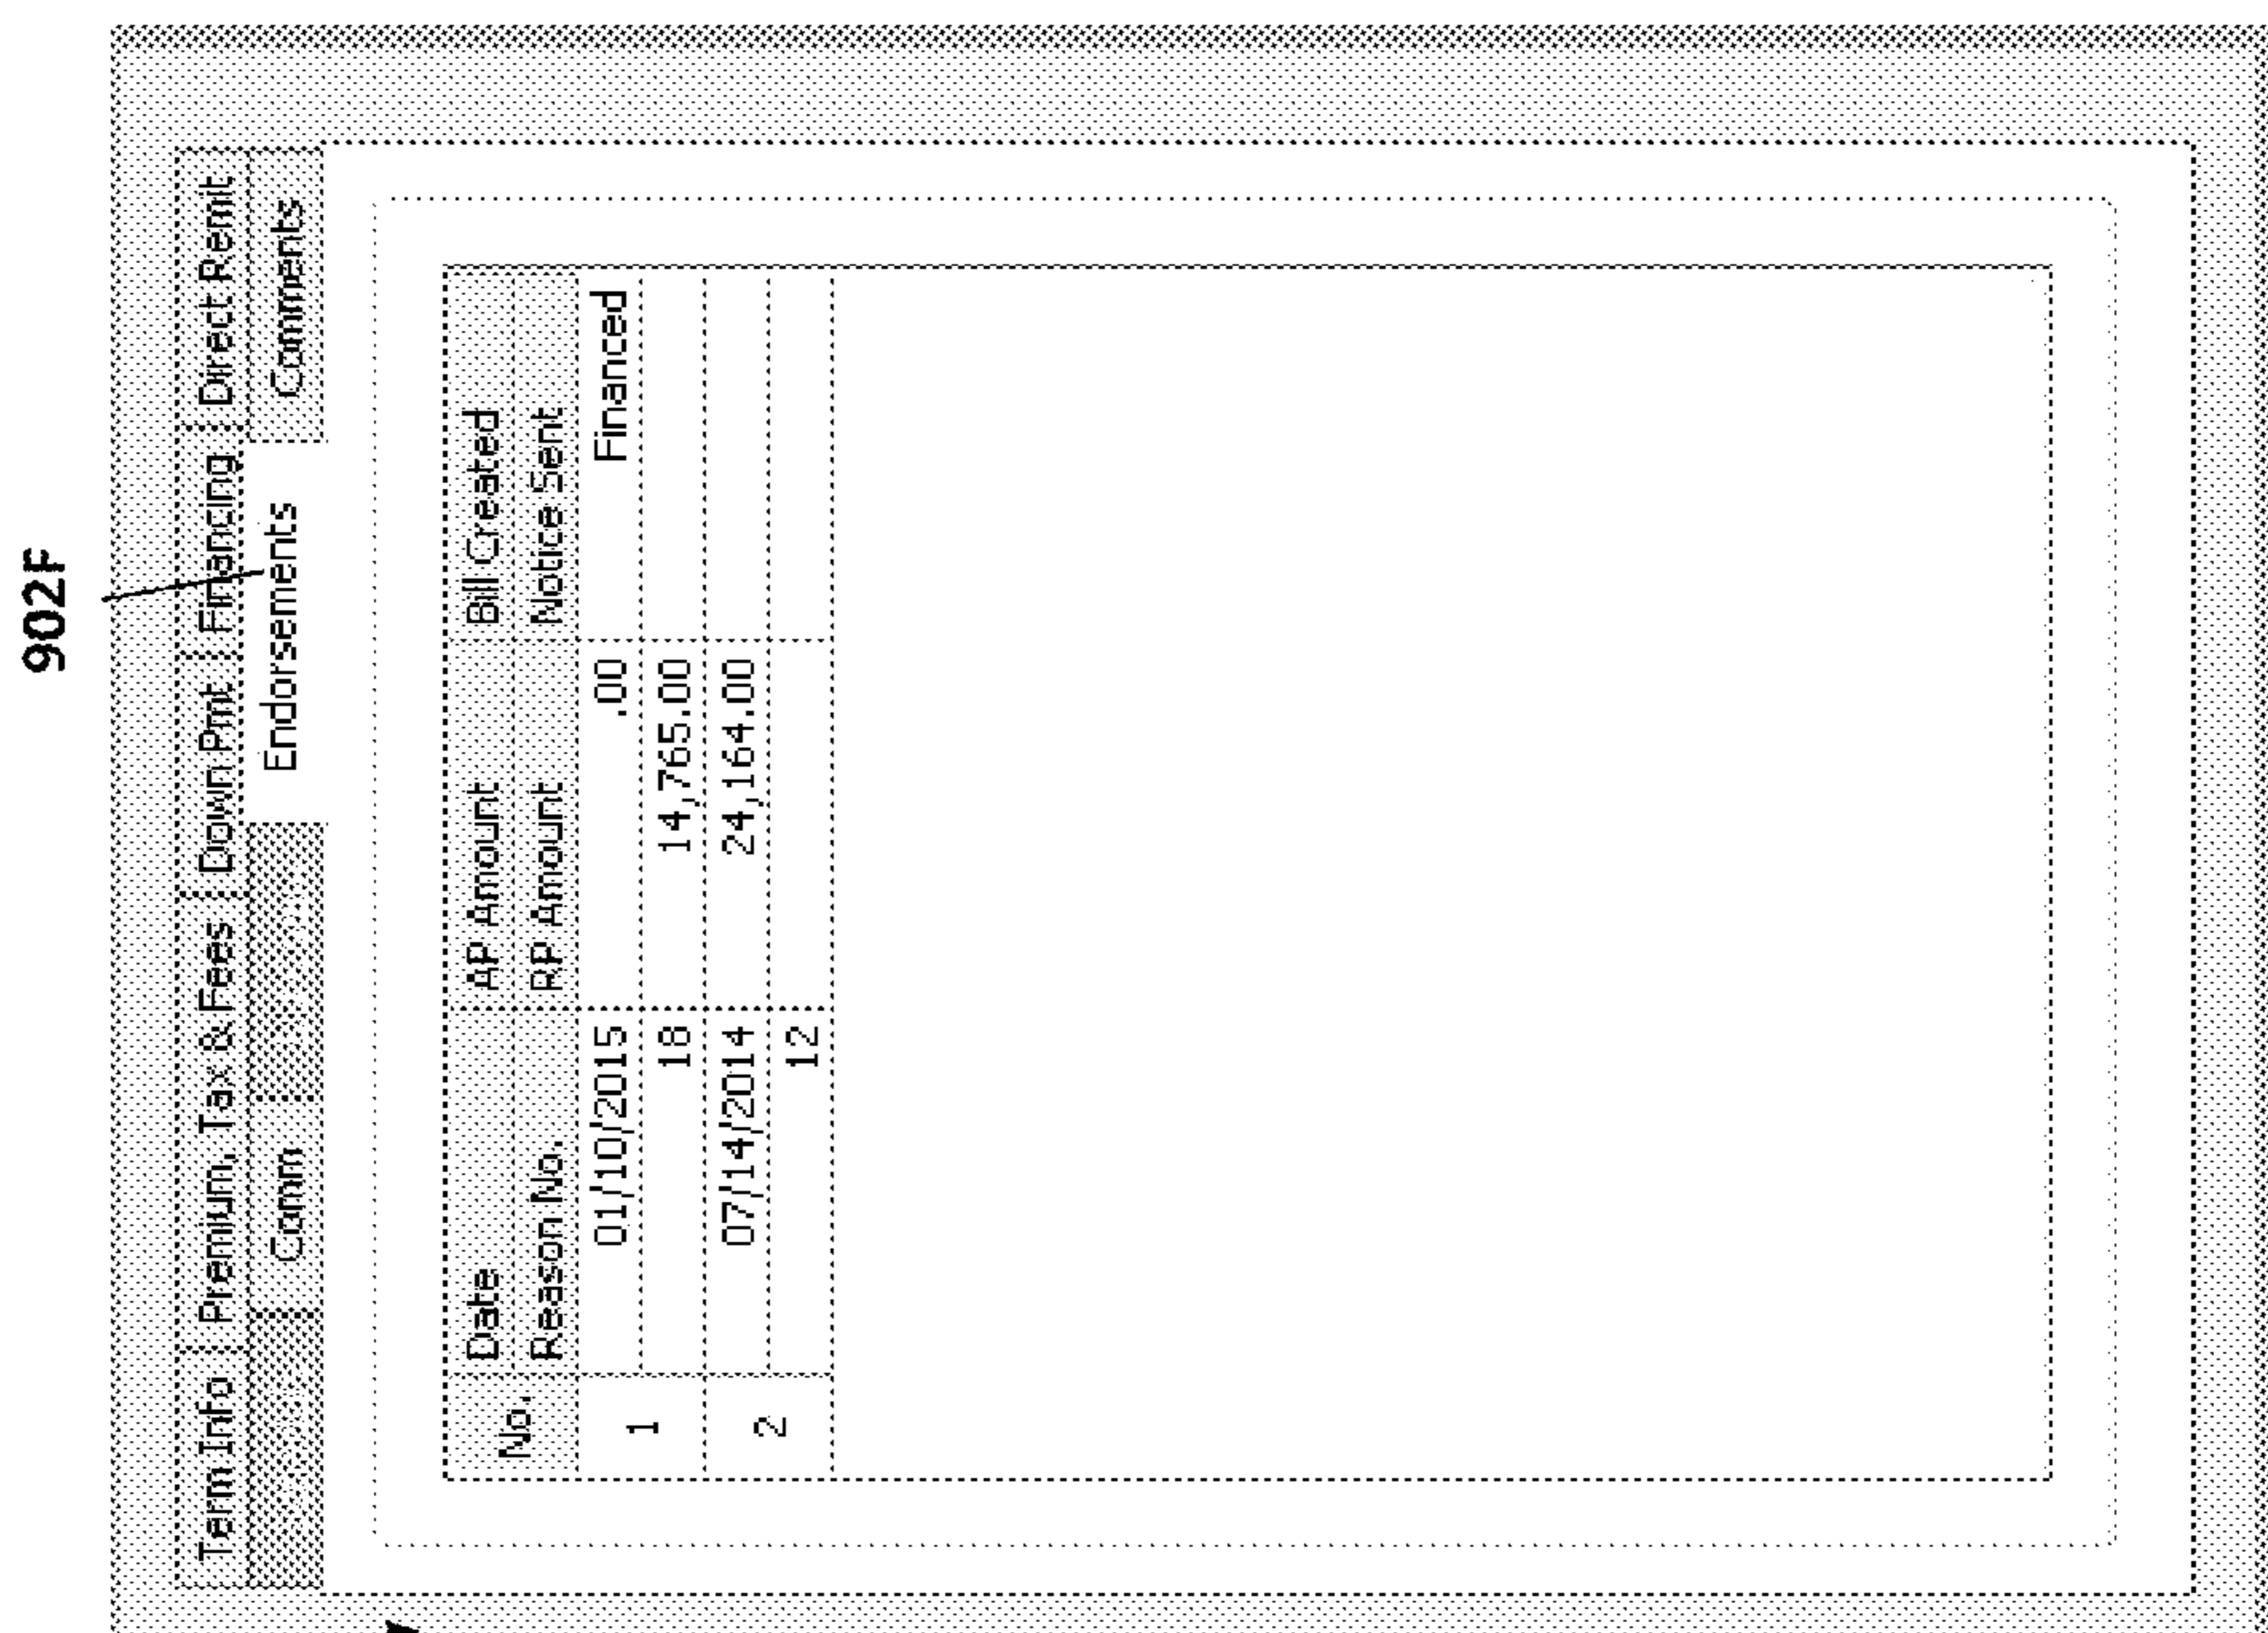 902F
Term Info Premium, Tax & Fees Down Pmt Financing Direct Remit
Comm Endorsements Comments
No. Date AP Amount Bill Created
Reason No. RP Amount Notice Sent
1 01/10/2015 .00 Financed
18 14,765.00
2 07/14/2014 24,164.00
12